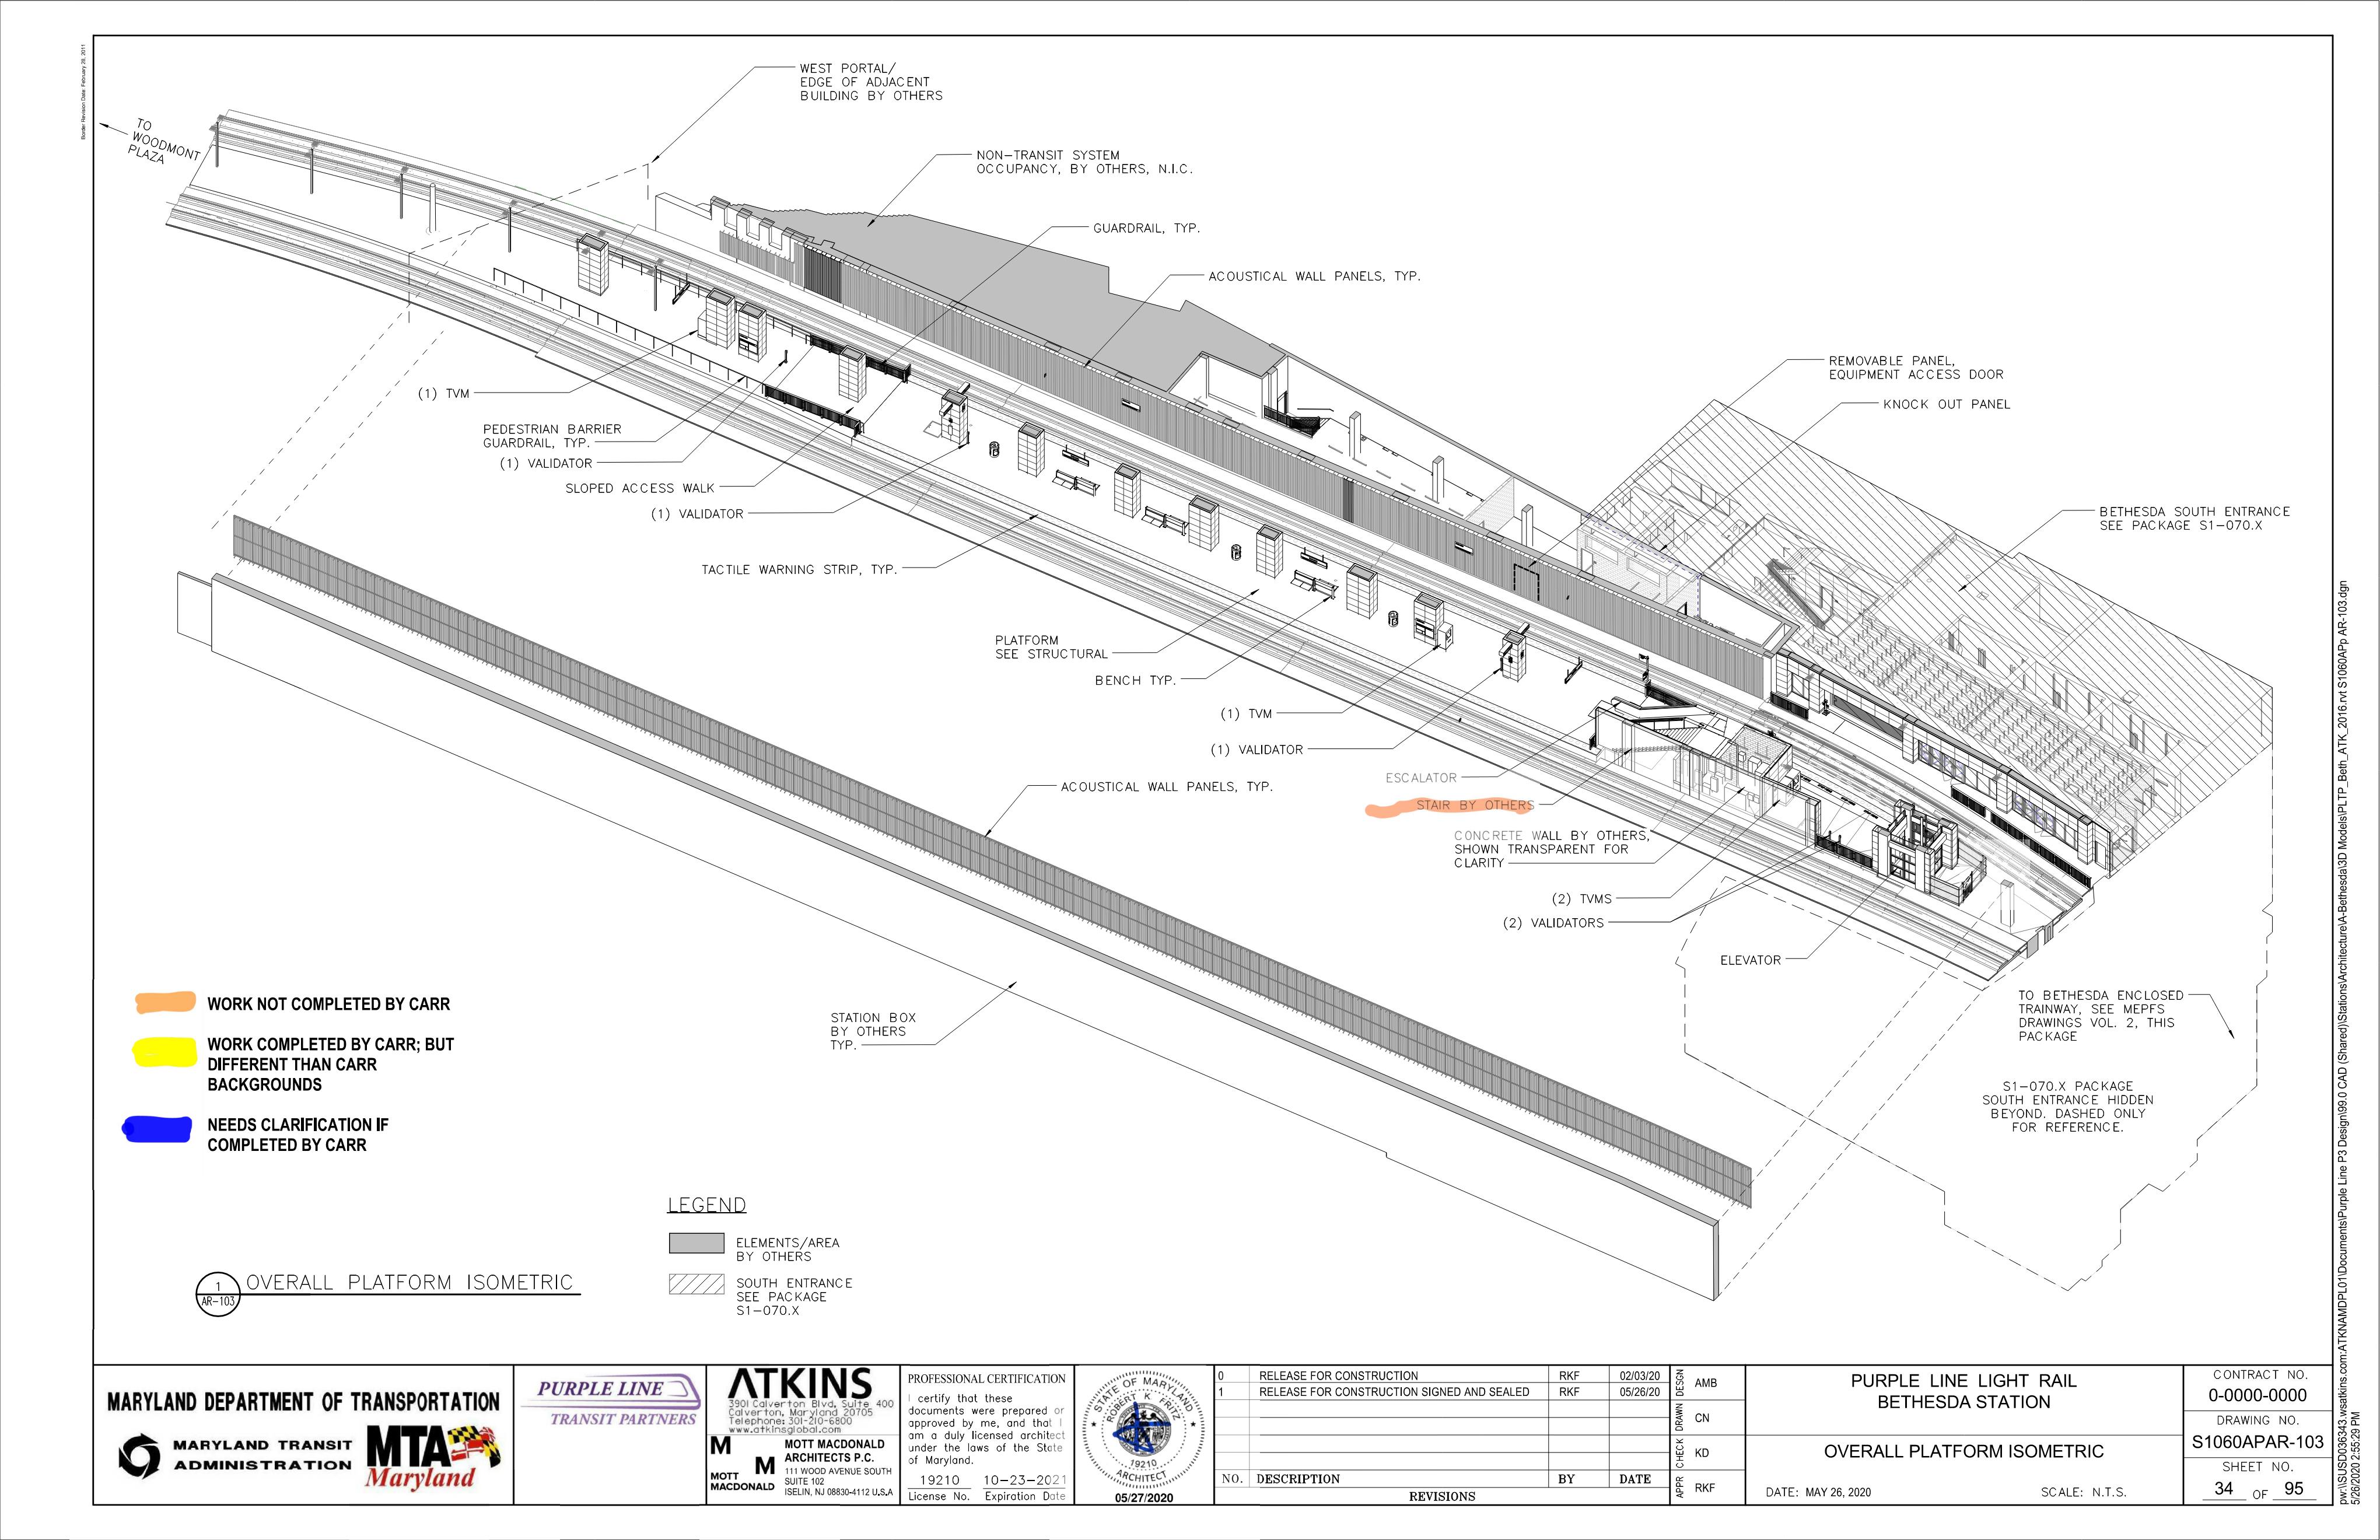 Border Revision Date: February 28, 2011
TO
WOODMONT
PLAZA
WEST PORTAL/
EDGE OF ADJACENT
BUILDING BY OTHERS
NON-TRANSIT SYSTEM
OCCUPANCY, BY OTHERS, N.I.C.
GUARDRAIL, TYP.
ACOUSTICAL WALL PANELS, TYP.
REMOVABLE PANEL,
EQUIPMENT ACCESS DOOR
KNOCK OUT PANEL
BETHESDA SOUTH ENTRANCE
SEE PACKAGE S1-070.X
(1) TVM
PEDESTRIAN BARRIER
GUARDRAIL, TYP.
(1) VALIDATOR
SLOPED ACCESS WALK
(1) VALIDATOR
TACTILE WARNING STRIP, TYP.
PLATFORM
SEE STRUCTURAL
BENCH TYP.
(1) TVM
(1) VALIDATOR
ESCALATOR
STAIR BY OTHERS
CONCRETE WALL BY OTHERS,
SHOWN TRANSPARENT FOR
CLARITY
(2) TVMS
(2) VALIDATORS
ELEVATOR
ACOUSTICAL WALL PANELS, TYP.
STATION BOX
BY OTHERS
TYP.
TO BETHESDA ENCLOSED
TRAINWAY, SEE MEPFS
DRAWINGS VOL. 2, THIS
PACKAGE
S1-070.X PACKAGE
SOUTH ENTRANCE HIDDEN
BEYOND. DASHED ONLY
FOR REFERENCE.
WORK NOT COMPLETED BY CARR
WORK COMPLETED BY CARR; BUT
DIFFERENT THAN CARR
BACKGROUNDS
NEEDS CLARIFICATION IF
COMPLETED BY CARR
LEGEND
ELEMENTS/AREA
BY OTHERS
SOUTH ENTRANCE
SEE PACKAGE
S1-070.X
1
AR-103
OVERALL PLATFORM ISOMETRIC
MARYLAND DEPARTMENT OF TRANSPORTATION
MARYLAND TRANSIT
ADMINISTRATION
MTA
Maryland
PURPLE LINE
TRANSIT PARTNERS
ATKINS
3901 Calverton Blvd, Suite 400
Calverton, Maryland 20705
Telephone: 301-210-6800
www.atkinsglobal.com
M
M
MOTT
MACDONALD
MOTT MACDONALD
ARCHITECTS P.C.
111 WOOD AVENUE SOUTH
SUITE 102
ISELIN, NJ 08830-4112 U.S.A
PROFESSIONAL CERTIFICATION
I certify that these
documents were prepared or
approved by me, and that I
am a duly licensed architect
under the laws of the State
of Maryland.
19210 10-23-2021
License No. Expiration Date
STATE OF MARYLAND
ROBERT K FRITZ
19210
ARCHITECT
05/27/2020
0 RELEASE FOR CONSTRUCTION RKF 02/03/20
1 RELEASE FOR CONSTRUCTION SIGNED AND SEALED RKF 05/26/20
NO. DESCRIPTION BY DATE
REVISIONS
DESIGN AMB
DRAWN CN
CHECK KD
APPR RKF
PURPLE LINE LIGHT RAIL
BETHESDA STATION
OVERALL PLATFORM ISOMETRIC
DATE: MAY 26, 2020 SCALE: N.T.S.
CONTRACT NO.
0-0000-0000
DRAWING NO.
S1060APAR-103
SHEET NO.
34 OF 95
pw:\\SUSD036343.wsatkins.com:ATKNAMDPL01\Documents\Purple Line P3 Design\99.0 CAD (Shared)\Stations\Architecture\A-Bethesda\3D Models\PLTP_Beth_ATK_2016.rvt S1060APp AR-103.dgn
5/26/2020 2:55:29 PM